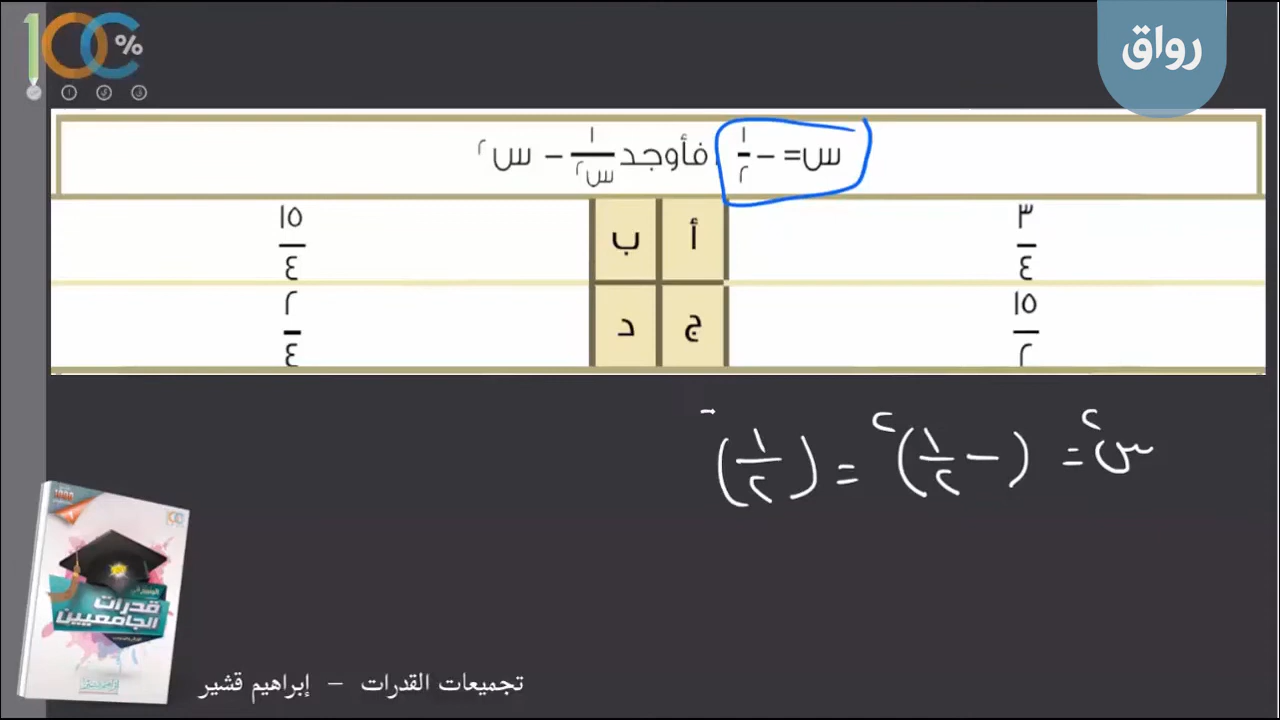 100%
رواق
س = -١/٢ فأوجد ١/س٢ - س٢
أ ٣/٤
ب ١٥/٤
ج ١٥/٢
د ٢/٤
س٢ = (-١/٢)٢ = (١/٢)
قدرات
الجامعيين
تجميعات القدرات – إبراهيم قشير